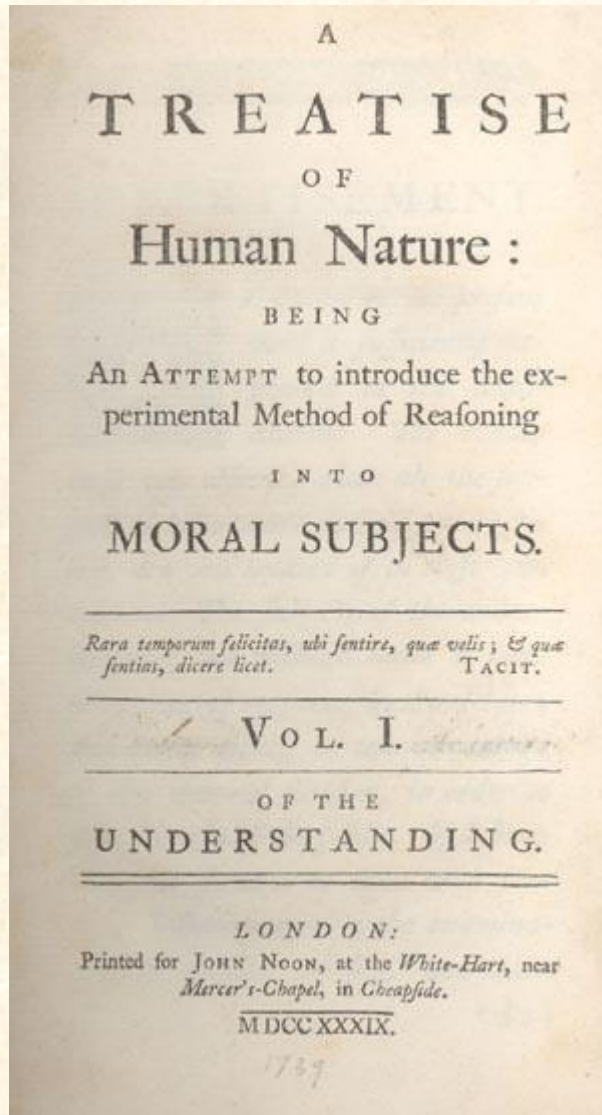 A
TREATISE
OF
Human Nature :
BEING
An ATTEMPT to introduce the ex-
perimental Method of Reaſoning
INTO
MORAL SUBJECTS.
Rara temporum felicitas, ubi ſentire, quæ velis ; & quæ
ſentias, dicere licet. TACIT.
VOL. I.
OF THE
UNDERSTANDING.
LONDON:
Printed for JOHN NOON, at the White-Hart, near
Mercer's-Chapel, in Cheapſide.
MDCCXXXIX.
1739